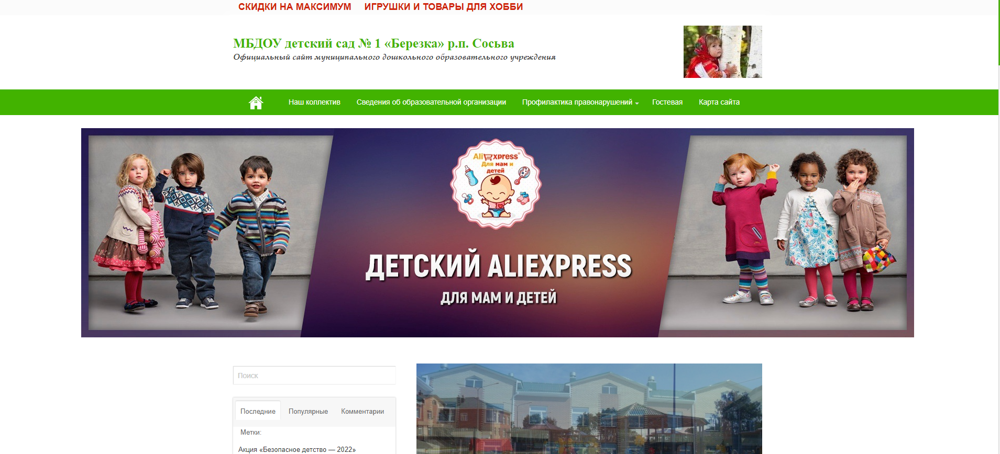 СКИДКИ НА МАКСИМУМ ИГРУШКИ И ТОВАРЫ ДЛЯ ХОББИ
МБДОУ детский сад № 1 «Березка» р.п. Сосьва
Официальный сайт муниципального дошкольного образовательного учреждения
Наш коллектив Сведения об образовательной организации Профилактика правонарушений Гостевая Карта сайта
AliExpress®
Для мам и
детей
ДЕТСКИЙ ALIEXPRESS
ДЛЯ МАМ И ДЕТЕЙ
Поиск
Последние Популярные Комментарии
Метки:
Акция «Безопасное детство — 2022»